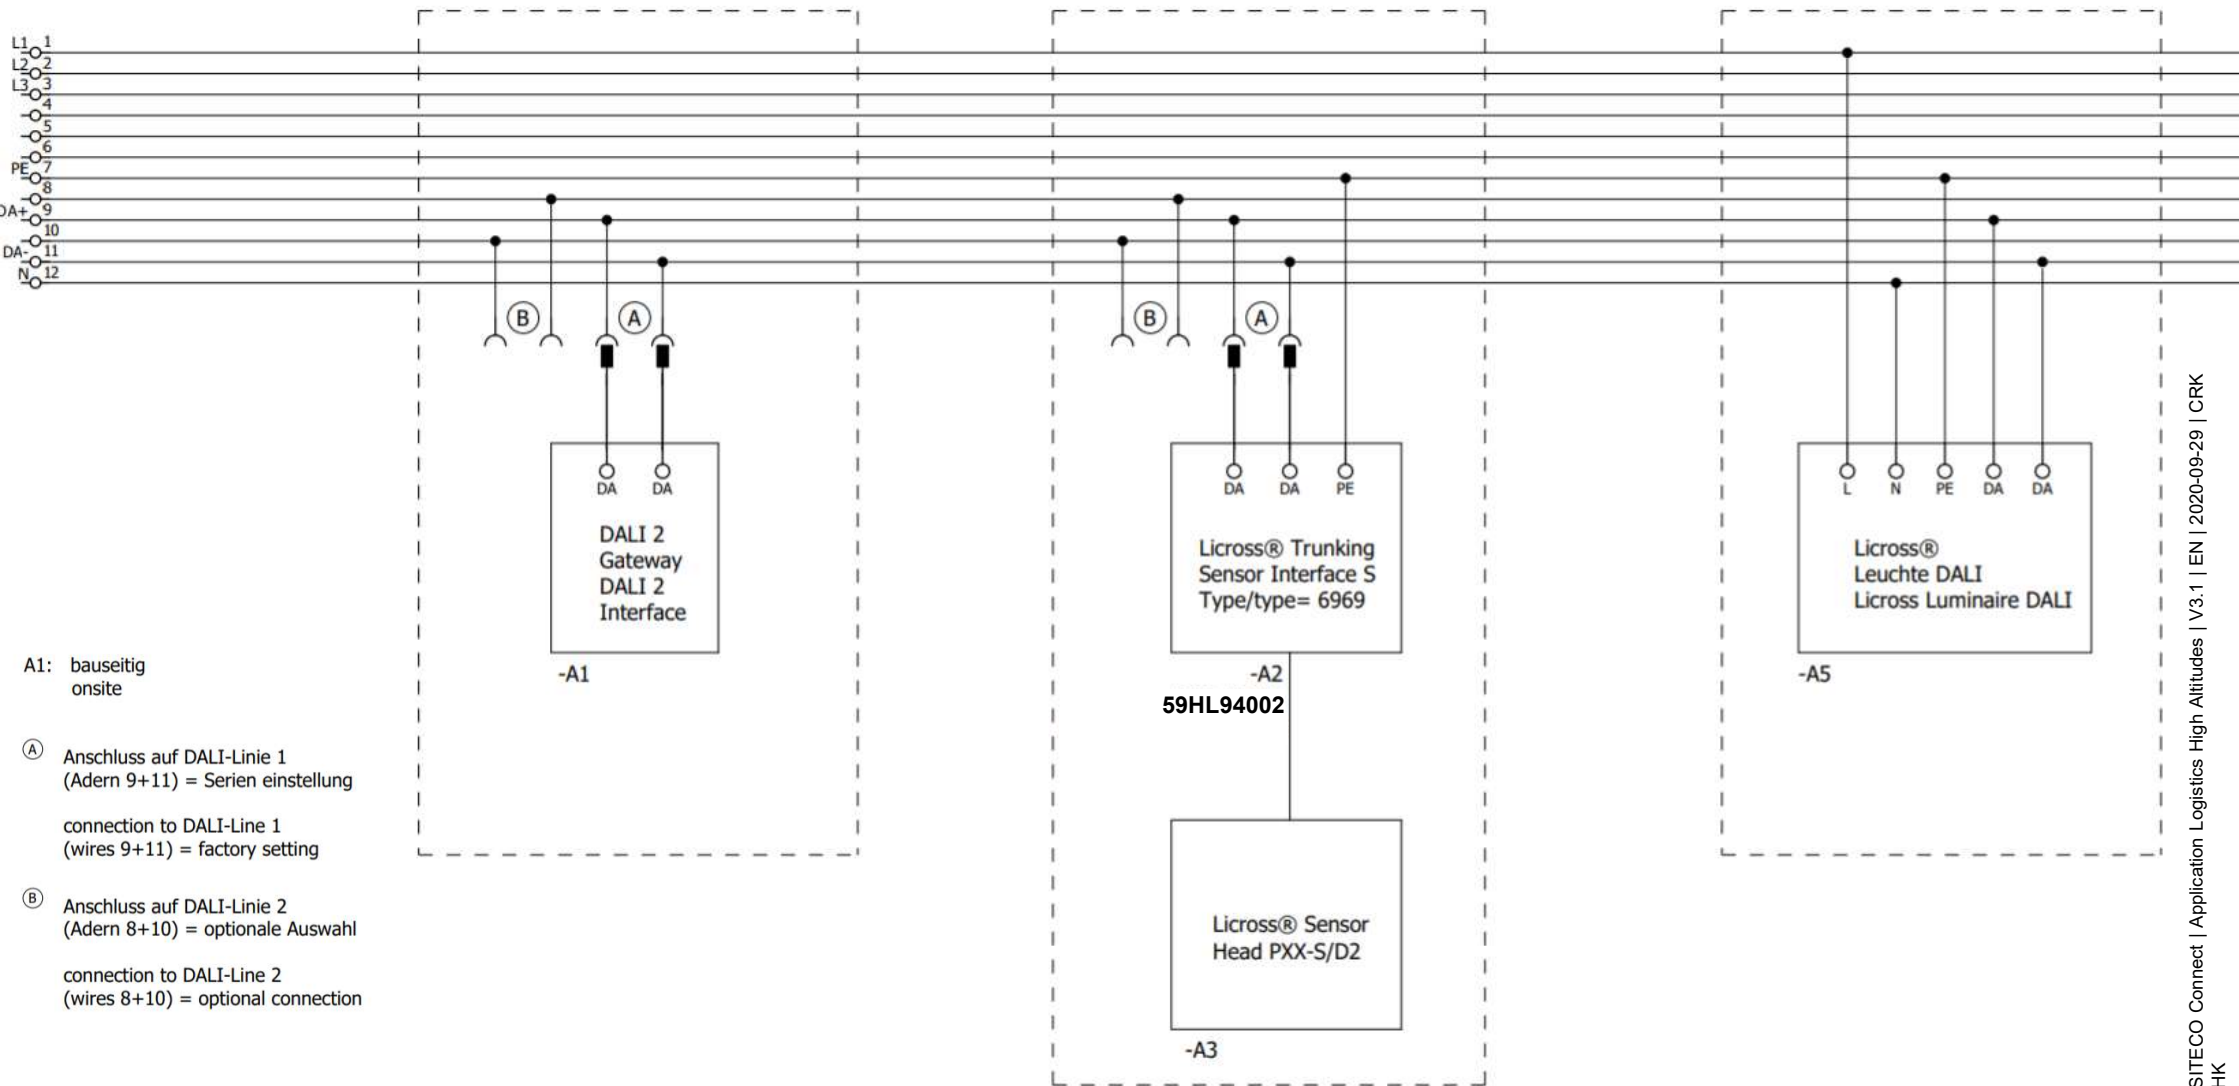 L1 1
L2 2
L3 3
4
5
6
PE 7
8
DA+ 9
10
DA- 11
N 12
B
A
B
A
DA DA
DALI 2
Gateway
DALI 2
Interface
-A1
DA DA PE
Licross® Trunking
Sensor Interface S
Type/type= 6969
-A2
59HL94002
Licross® Sensor
Head PXX-S/D2
-A3
L N PE DA DA
Licross®
Leuchte DALI
Licross Luminaire DALI
-A5
A1: bauseitig
onsite
A Anschluss auf DALI-Linie 1
(Adern 9+11) = Serien einstellung
connection to DALI-Line 1
(wires 9+11) = factory setting
B Anschluss auf DALI-Linie 2
(Adern 8+10) = optionale Auswahl
connection to DALI-Line 2
(wires 8+10) = optional connection
SITECO Connect | Application Logistics High Altitudes | V3.1 | EN | 2020-09-29 | CRK
HK